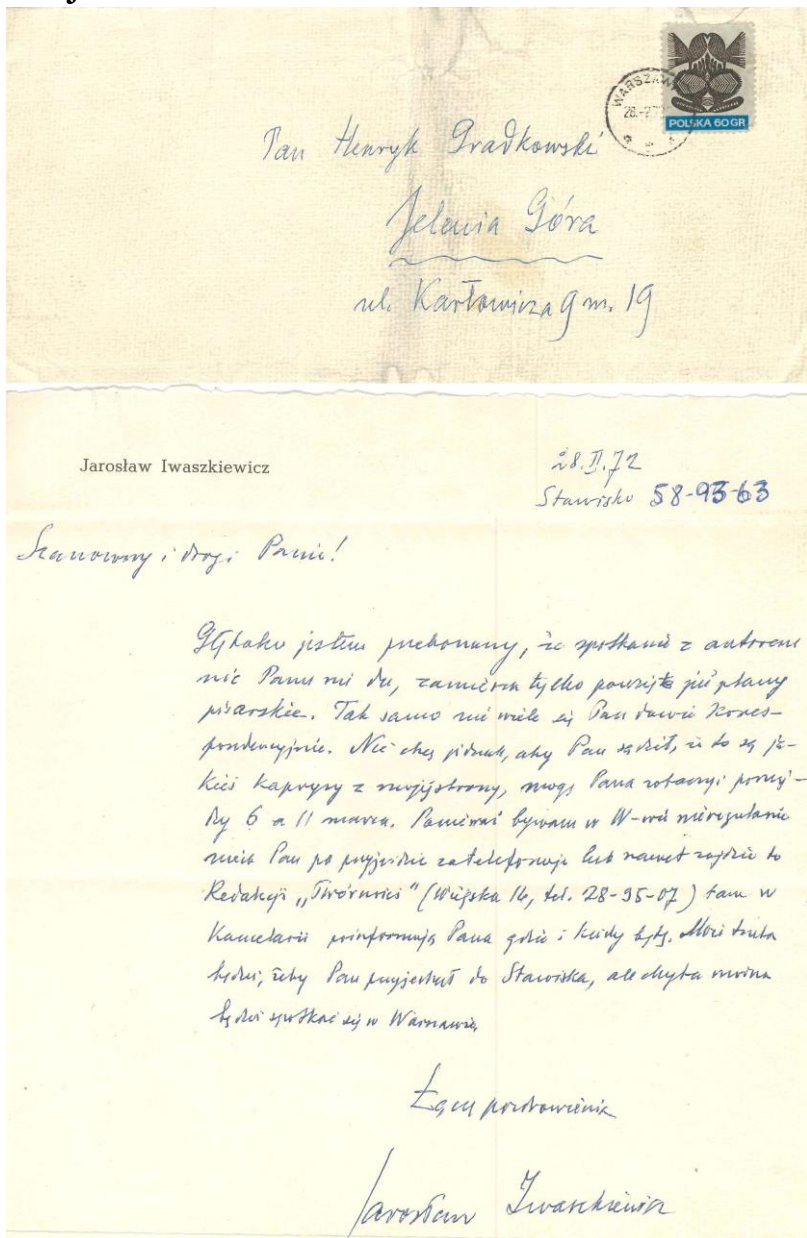 WARSZAWA
28.-2.72
POLSKA 60 GR
Pan Henryk Gradkowski
Jelenia Góra
ul. Karłowicza 9 m. 19
Jarosław Iwaszkiewicz
28.II.72
Stawisko 58-93-63
Szanowny i drogi Panie!
Głęboko jestem przekonany, że spotkanie z autorem
nic Panu nie da, zamiesza tylko powzięte już plany
pisarskie. Tak samo nie wiele się Pan dowie kores-
pondencyjnie. Nie chcę jednak, aby Pan sądził, że to są ja-
kieś kaprysy z mojej strony, mogę Pana zobaczyć pomię-
dzy 6 a 11 marca. Ponieważ bywam w W-wie nieregularnie
niech Pan po przyjeździe zatelefonuje lub nawet zajdzie do
Redakcji „Twórczości" (Wiejska 16, tel. 28-95-07) tam w
Kancelarii poinformują Pana gdzie i kiedy będę. Może trzeba
będzie, żeby Pan przyjechał do Stawiska, ale chyba można
będzie spotkać się w Warszawie.
Łączę pozdrowienia
Jarosław Iwaszkiewicz